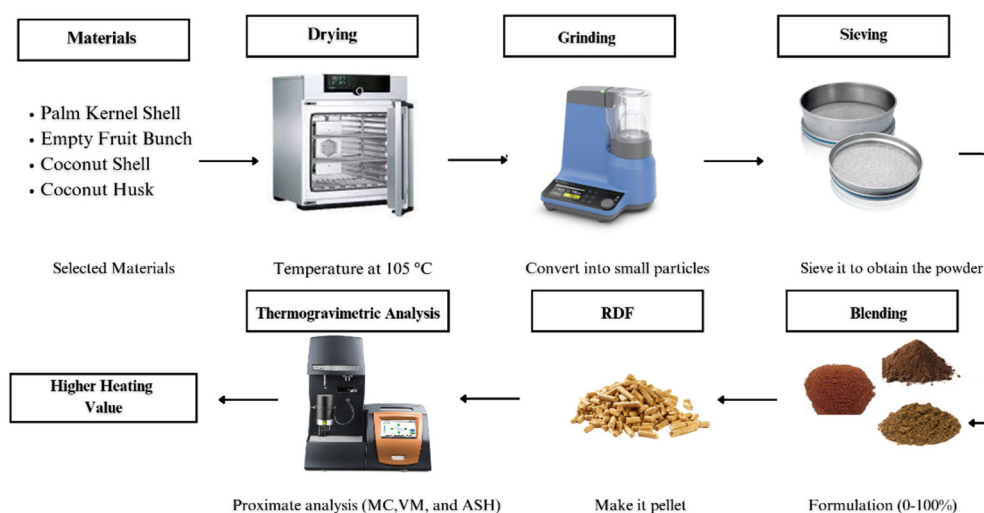 Materials
Drying
Grinding
Sieving
• Palm Kernel Shell
• Empty Fruit Bunch
• Coconut Shell
• Coconut Husk
Selected Materials
Temperature at 105 °C
Convert into small particles
Sieve it to obtain the powder
Thermogravimetric Analysis
RDF
Blending
Higher Heating
Value
Proximate analysis (MC,VM, and ASH)
Make it pellet
Formulation (0-100%)